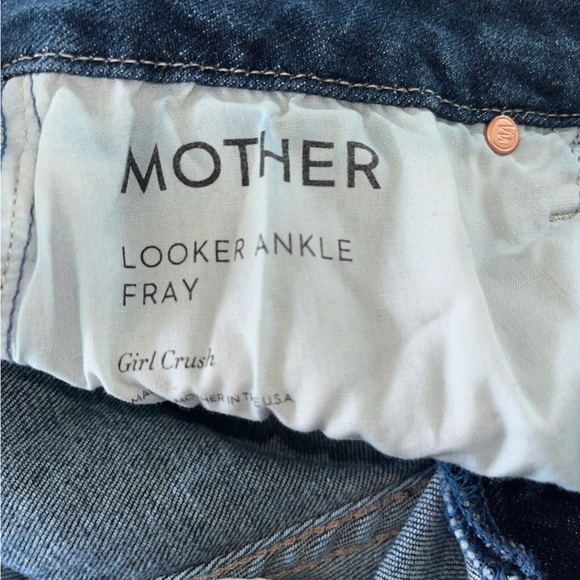 MOTHER
LOOKER ANKLE
FRAY
Girl Crush
MOTHER IN THE U.S.A.